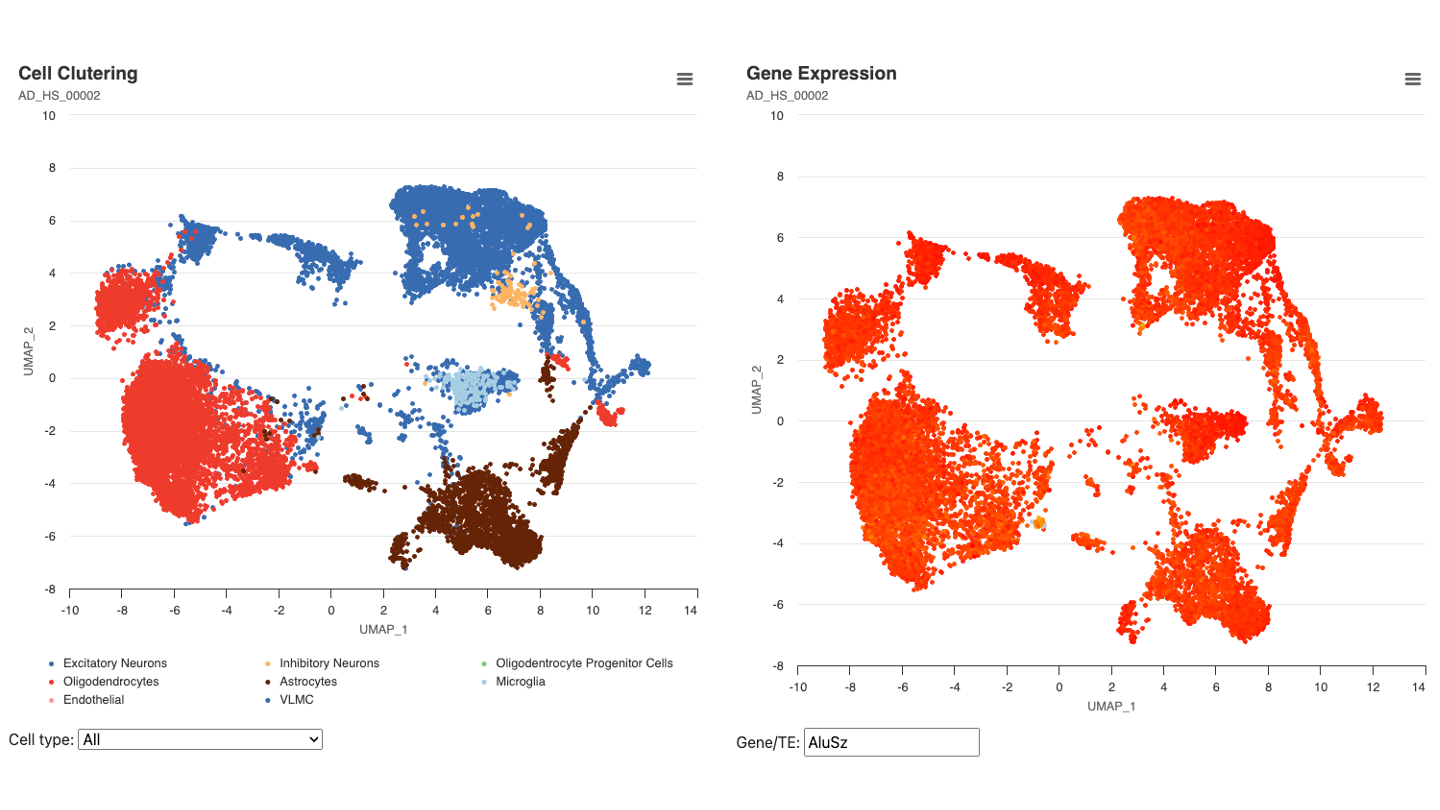 Cell Clutering
AD_HS_00002
10
8
6
4
2
0
-2
-4
-6
-8
UMAP_2
-10 -8 -6 -4 -2 0 2 4 6 8 10 12 14
UMAP_1
Excitatory Neurons Inhibitory Neurons Oligodentrocyte Progenitor Cells
Oligodendrocytes Astrocytes Microglia
Endothelial VLMC
Cell type: All
Gene Expression
AD_HS_00002
10
8
6
4
2
0
-2
-4
-6
-8
UMAP_2
-10 -8 -6 -4 -2 0 2 4 6 8 10 12 14
UMAP_1
Gene/TE: AluSz